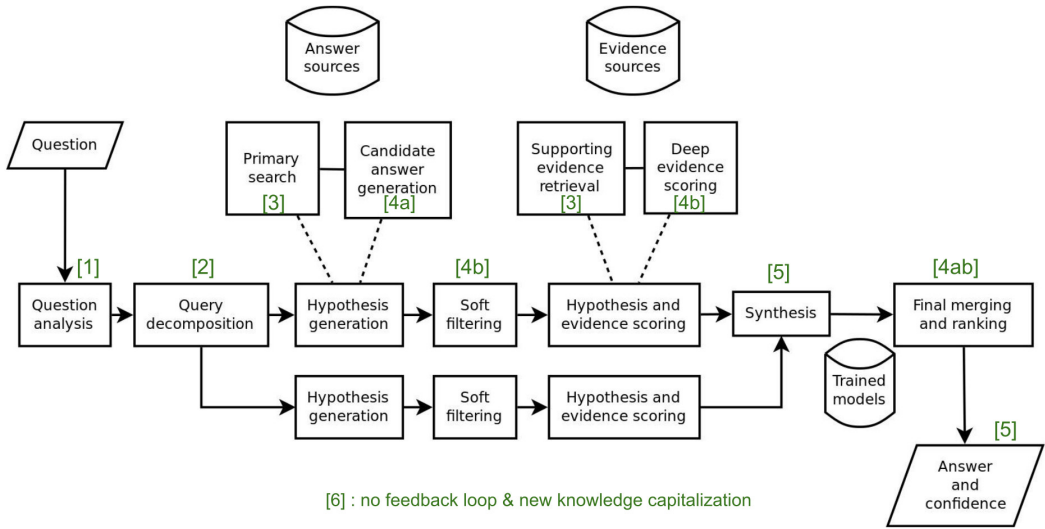 Answer
sources
Evidence
sources
Question
Primary
search
[3]
Candidate
answer
generation
[4a]
Supporting
evidence
retrieval
[3]
Deep
evidence
scoring
[4b]
[1]
Question
analysis
[2]
Query
decomposition
Hypothesis
generation
[4b]
Soft
filtering
Hypothesis and
evidence scoring
[5]
Synthesis
[4ab]
Final merging
and ranking
Hypothesis
generation
Soft
filtering
Hypothesis and
evidence scoring
Trained
models
[5]
Answer
and
confidence
[6] : no feedback loop & new knowledge capitalization